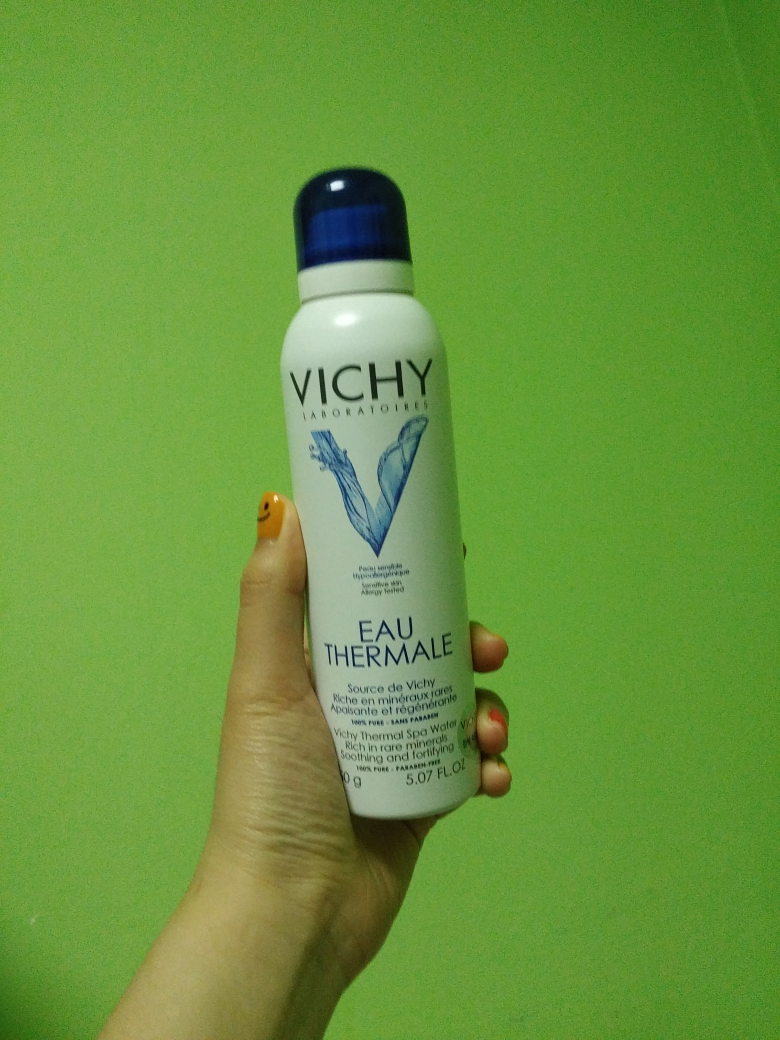 VICHY
LABORATOIRES
Peau sensible
Hypoallergénique
Sensitive skin
Allergy Tested
EAU
THERMALE
Source de Vichy
Riche en minéraux rares
Apaisante et régénérante
100% PURE - SANS PARABEN
Vichy Thermal Spa Water
Rich in rare minerals
Soothing and fortifying
100% PURE - PARABEN-FREE
0 g 5.07 FL.OZ